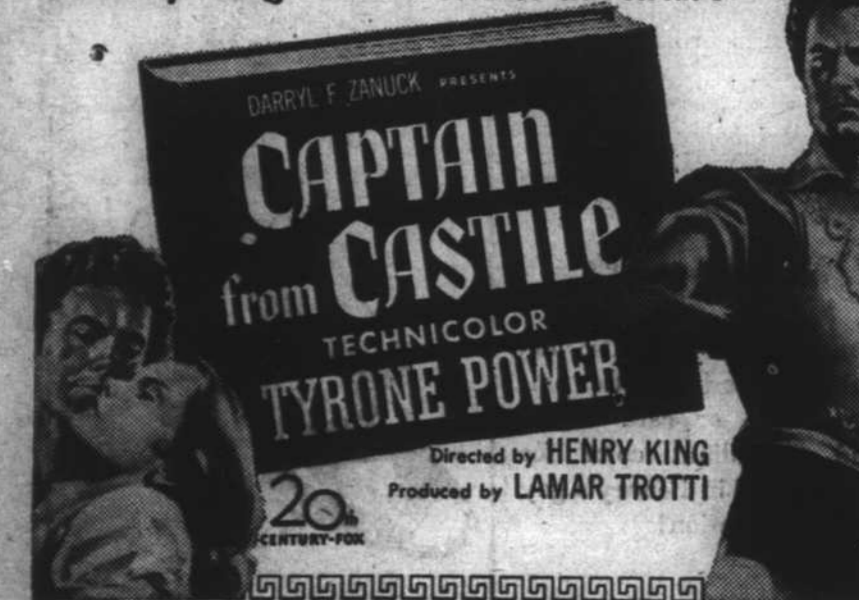 DARRYL F. ZANUCK PRESENTS
CAPTAIN
from CASTILE
TECHNICOLOR
TYRONE POWER
Directed by HENRY KING
Produced by LAMAR TROTTI
20th
CENTURY-FOX